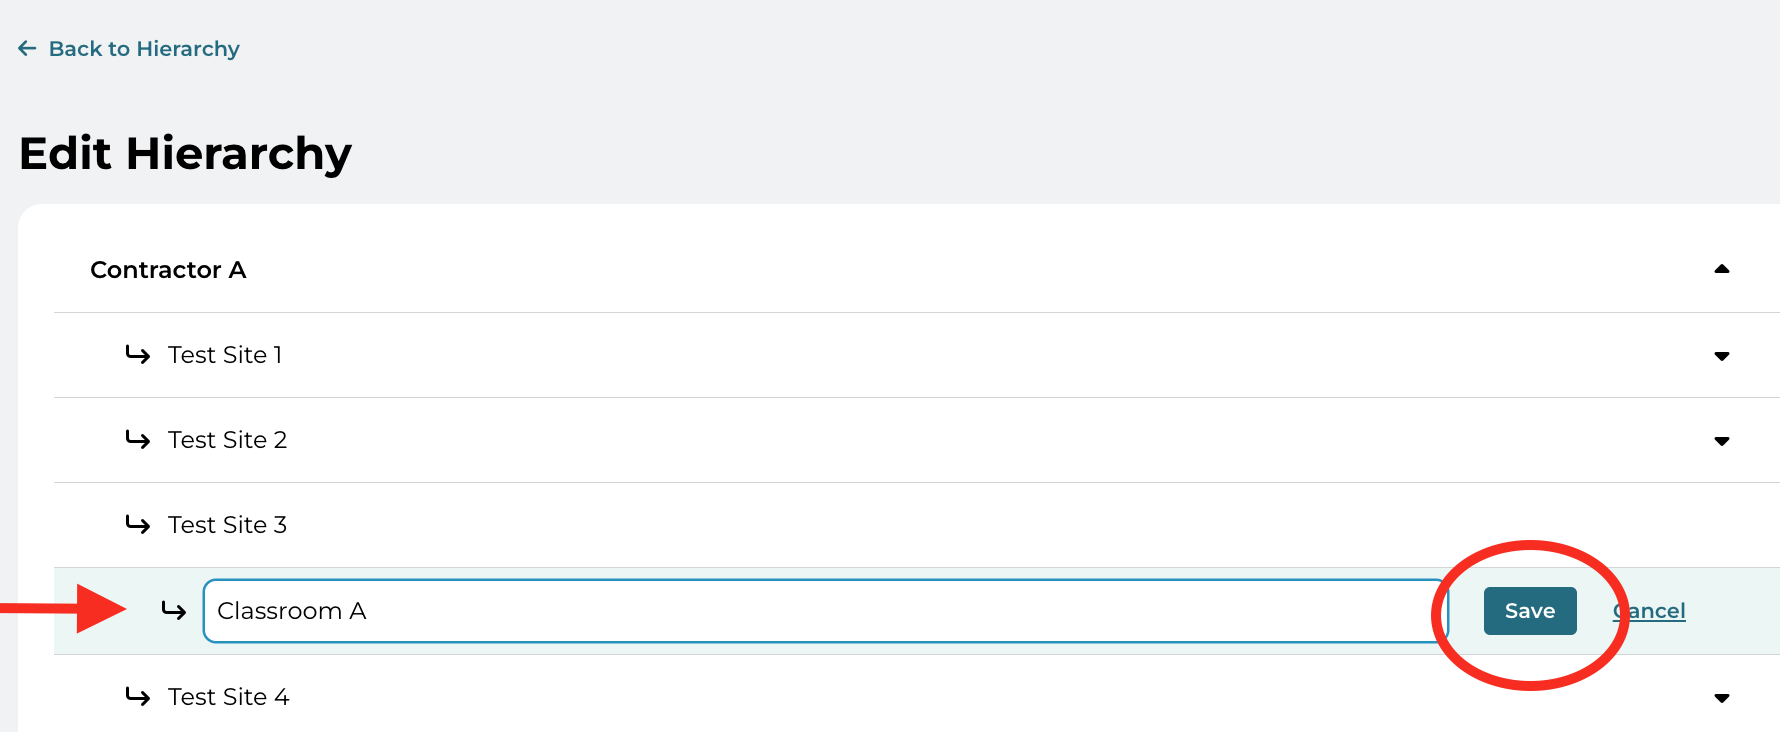 Back to Hierarchy
Edit Hierarchy
Contractor A
Test Site 1
Test Site 2
Test Site 3
Classroom A Save Cancel
Test Site 4